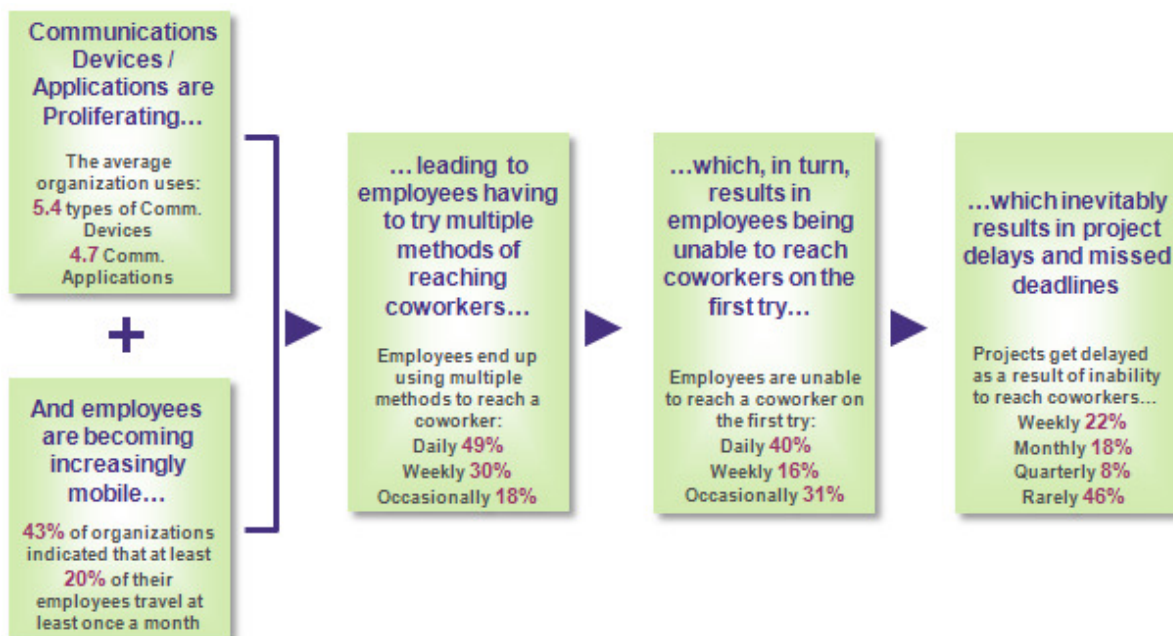 Communications
Devices /
Applications are
Proliferating...
The average
organization uses:
5.4 types of Comm.
Devices
4.7 Comm.
Applications
+
And employees
are becoming
increasingly
mobile...
43% of organizations
indicated that at least
20% of their
employees travel at
least once a month
...leading to
employees having
to try multiple
methods of
reaching
coworkers...
Employees end up
using multiple
methods to reach a
coworker:
Daily 49%
Weekly 30%
Occasionally 18%
...which, in turn,
results in
employees being
unable to reach
coworkers on the
first try...
Employees are unable
to reach a coworker on
the first try:
Daily 40%
Weekly 16%
Occasionally 31%
...which inevitably
results in project
delays and missed
deadlines
Projects get delayed
as a result of inability
to reach coworkers...
Weekly 22%
Monthly 18%
Quarterly 8%
Rarely 46%